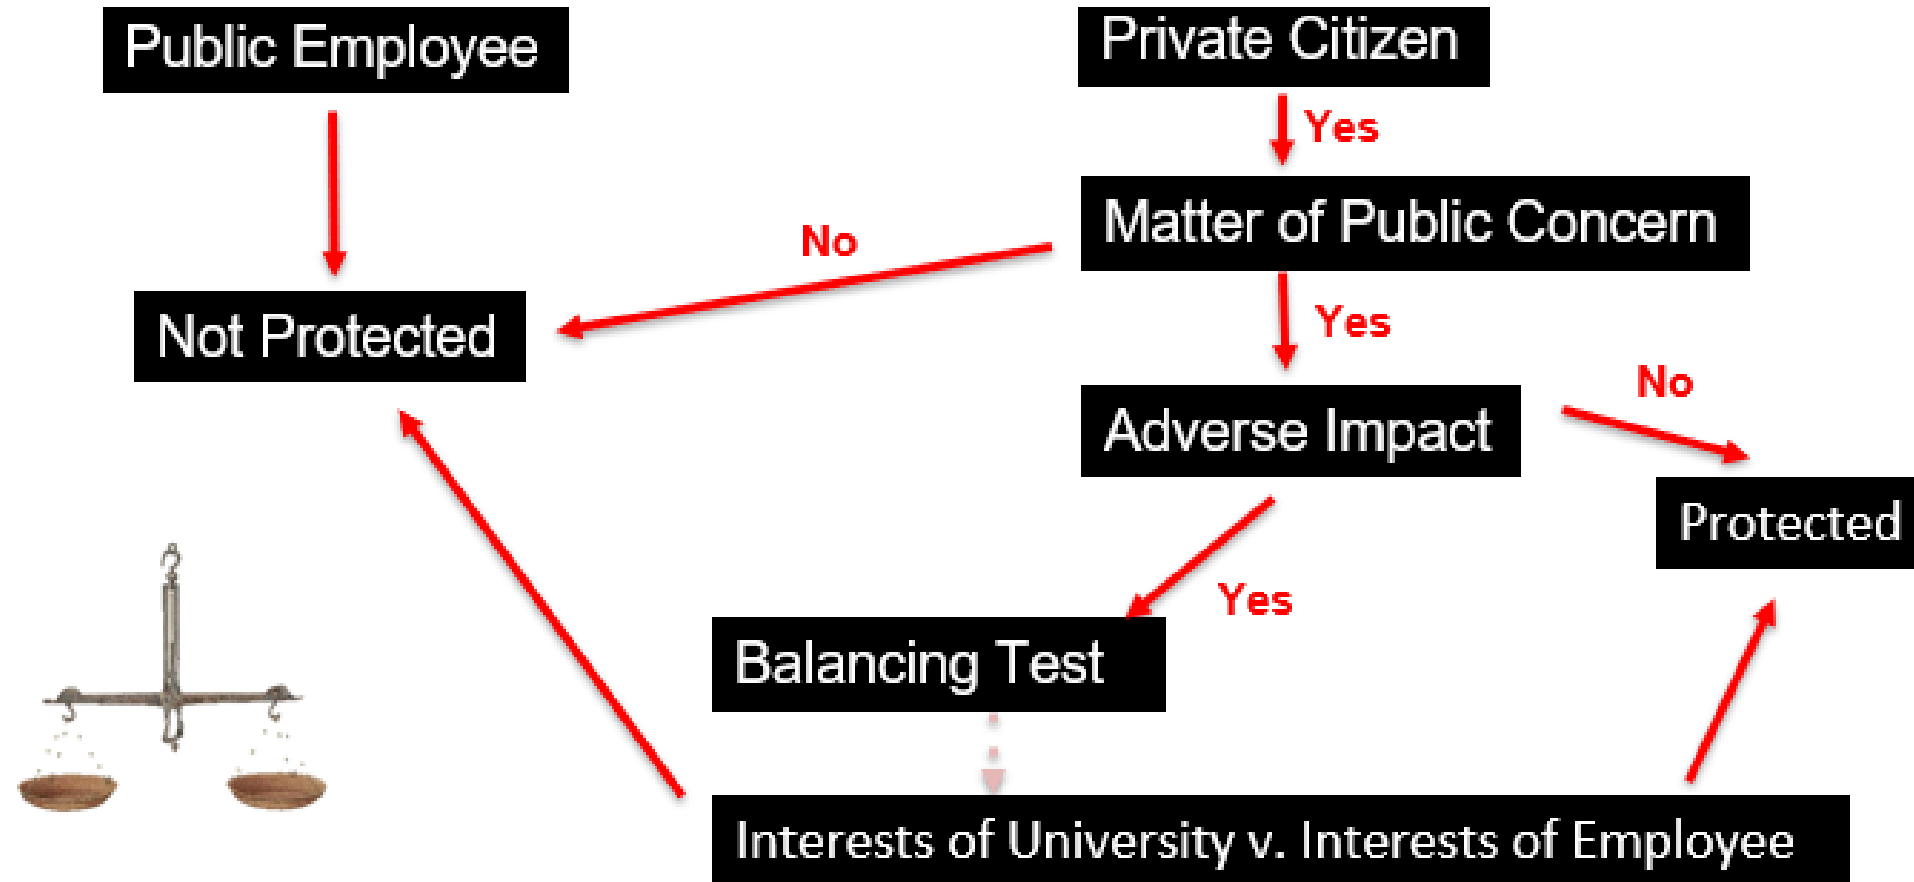 Public Employee
Private Citizen
Yes
Matter of Public Concern
No
Not Protected
Yes
No
Adverse Impact
Protected
Yes
Balancing Test
Interests of University v. Interests of Employee